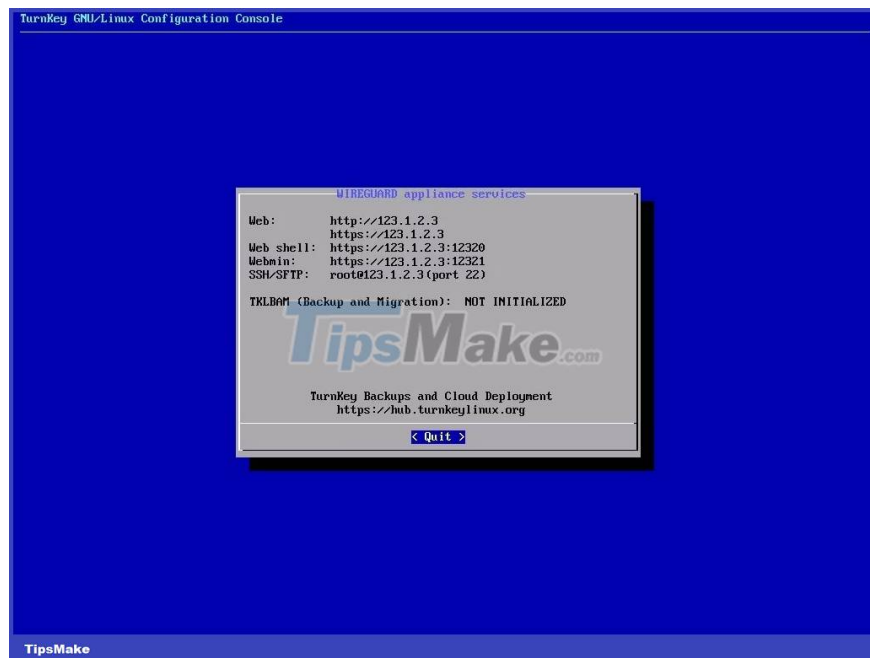 TurnKey GNU/Linux Configuration Console
WIREGUARD appliance services
Web: http://123.1.2.3
https://123.1.2.3
Web shell: https://123.1.2.3:12320
Webmin: https://123.1.2.3:12321
SSH/SFTP: root@123.1.2.3(port 22)
TKLBAM (Backup and Migration): NOT INITIALIZED
TipsMake.com
TurnKey Backups and Cloud Deployment
https://hub.turnkeylinux.org
< Quit >
TipsMake